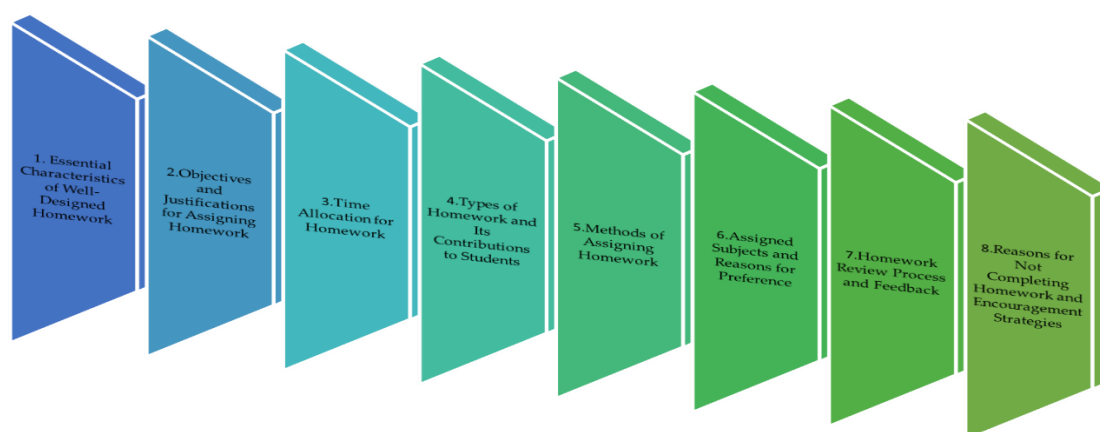 1. Essential
Characteristics
of Well-
Designed
Homework
2.Objectives
and
Justifications
for Assigning
Homework
3.Time
Allocation for
Homework
4.Types of
Homework and
Its
Contributions
to Students
5.Methods of
Assigning
Homework
6.Assigned
Subjects and
Reasons for
Preference
7.Homework
Review Process
and Feedback
8.Reasons for
Not
Completing
Homework and
Encouragement
Strategies